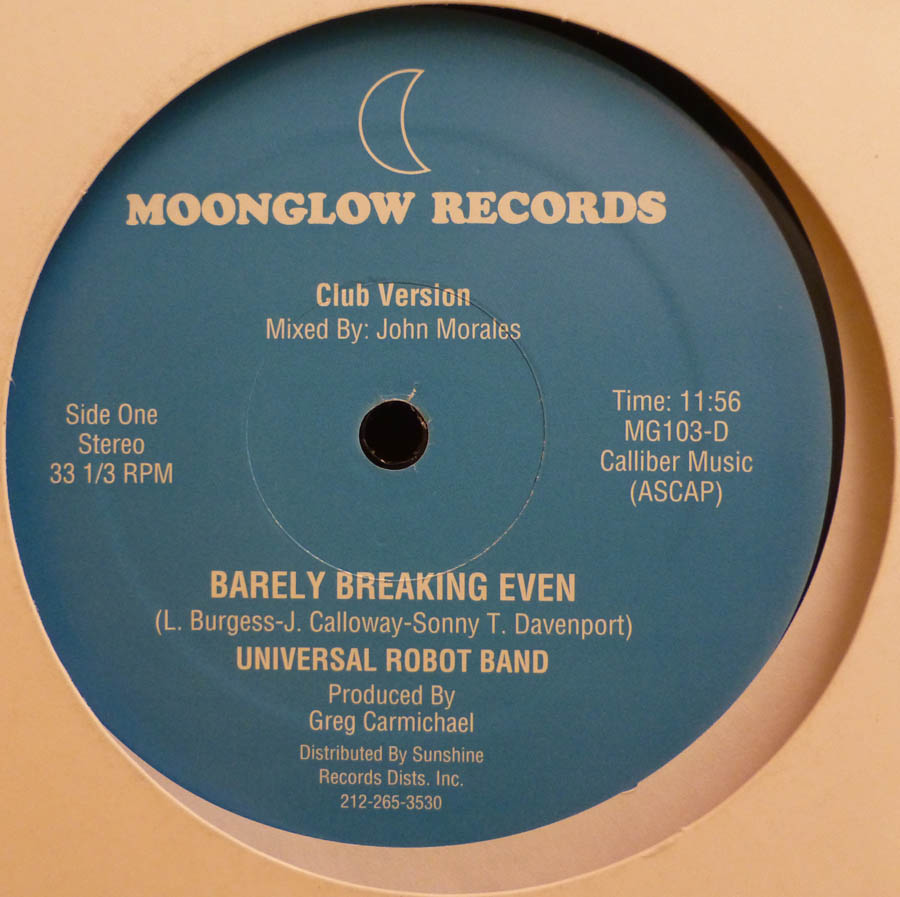 MOONGLOW RECORDS
Club Version
Mixed By: John Morales
Side One
Stereo
33 1/3 RPM
Time: 11:56
MG103-D
Calliber Music
(ASCAP)
BARELY BREAKING EVEN
(L. Burgess-J. Calloway-Sonny T. Davenport)
UNIVERSAL ROBOT BAND
Produced By
Greg Carmichael
Distributed By Sunshine
Records Dists. Inc.
212-265-3530